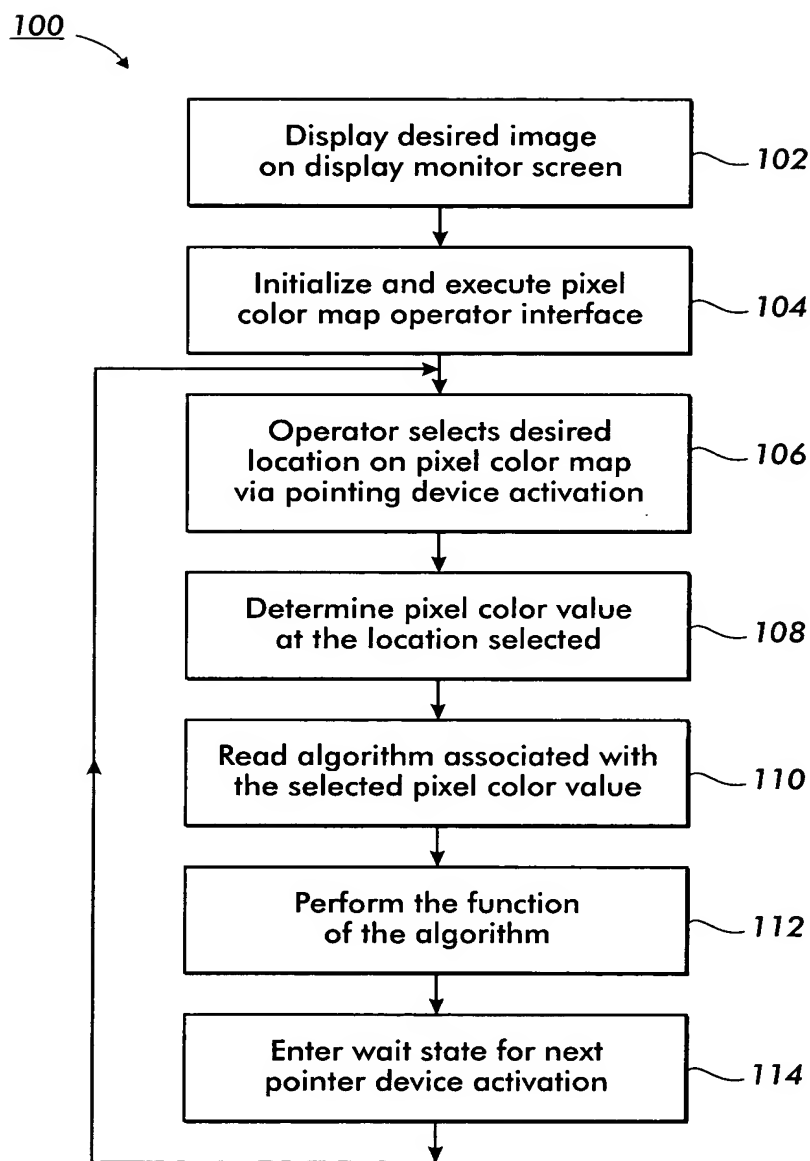 100
Display desired image
on display monitor screen
102
Initialize and execute pixel
color map operator interface
104
Operator selects desired
location on pixel color map
via pointing device activation
106
Determine pixel color value
at the location selected
108
Read algorithm associated with
the selected pixel color value
110
Perform the function
of the algorithm
112
Enter wait state for next
pointer device activation
114